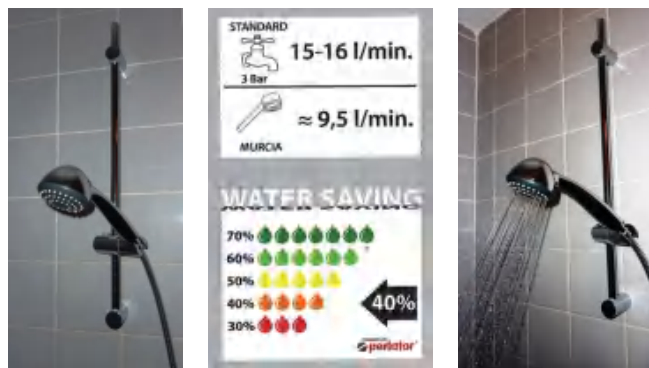 STANDARD
15-16 l/min.
3 Bar
≈ 9,5 l/min.
MURCIA
WATER SAVING
70%
60%
50%
40%
40%
30%
perlator